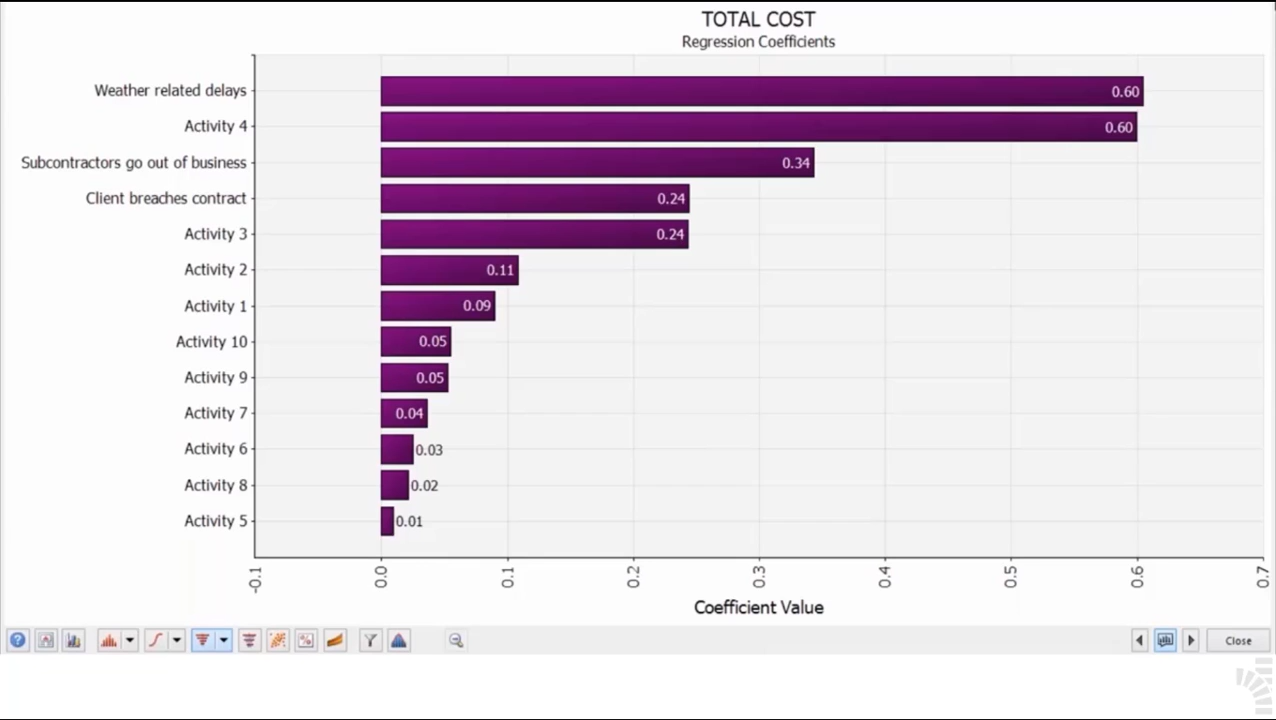 TOTAL COST
Regression Coefficients
Weather related delays 0.60
Activity 4 0.60
Subcontractors go out of business 0.34
Client breaches contract 0.24
Activity 3 0.24
Activity 2 0.11
Activity 1 0.09
Activity 10 0.05
Activity 9 0.05
Activity 7 0.04
Activity 6 0.03
Activity 8 0.02
Activity 5 0.01
-0.1 0.0 0.1 0.2 0.3 0.4 0.5 0.6 0.7
Coefficient Value
Close